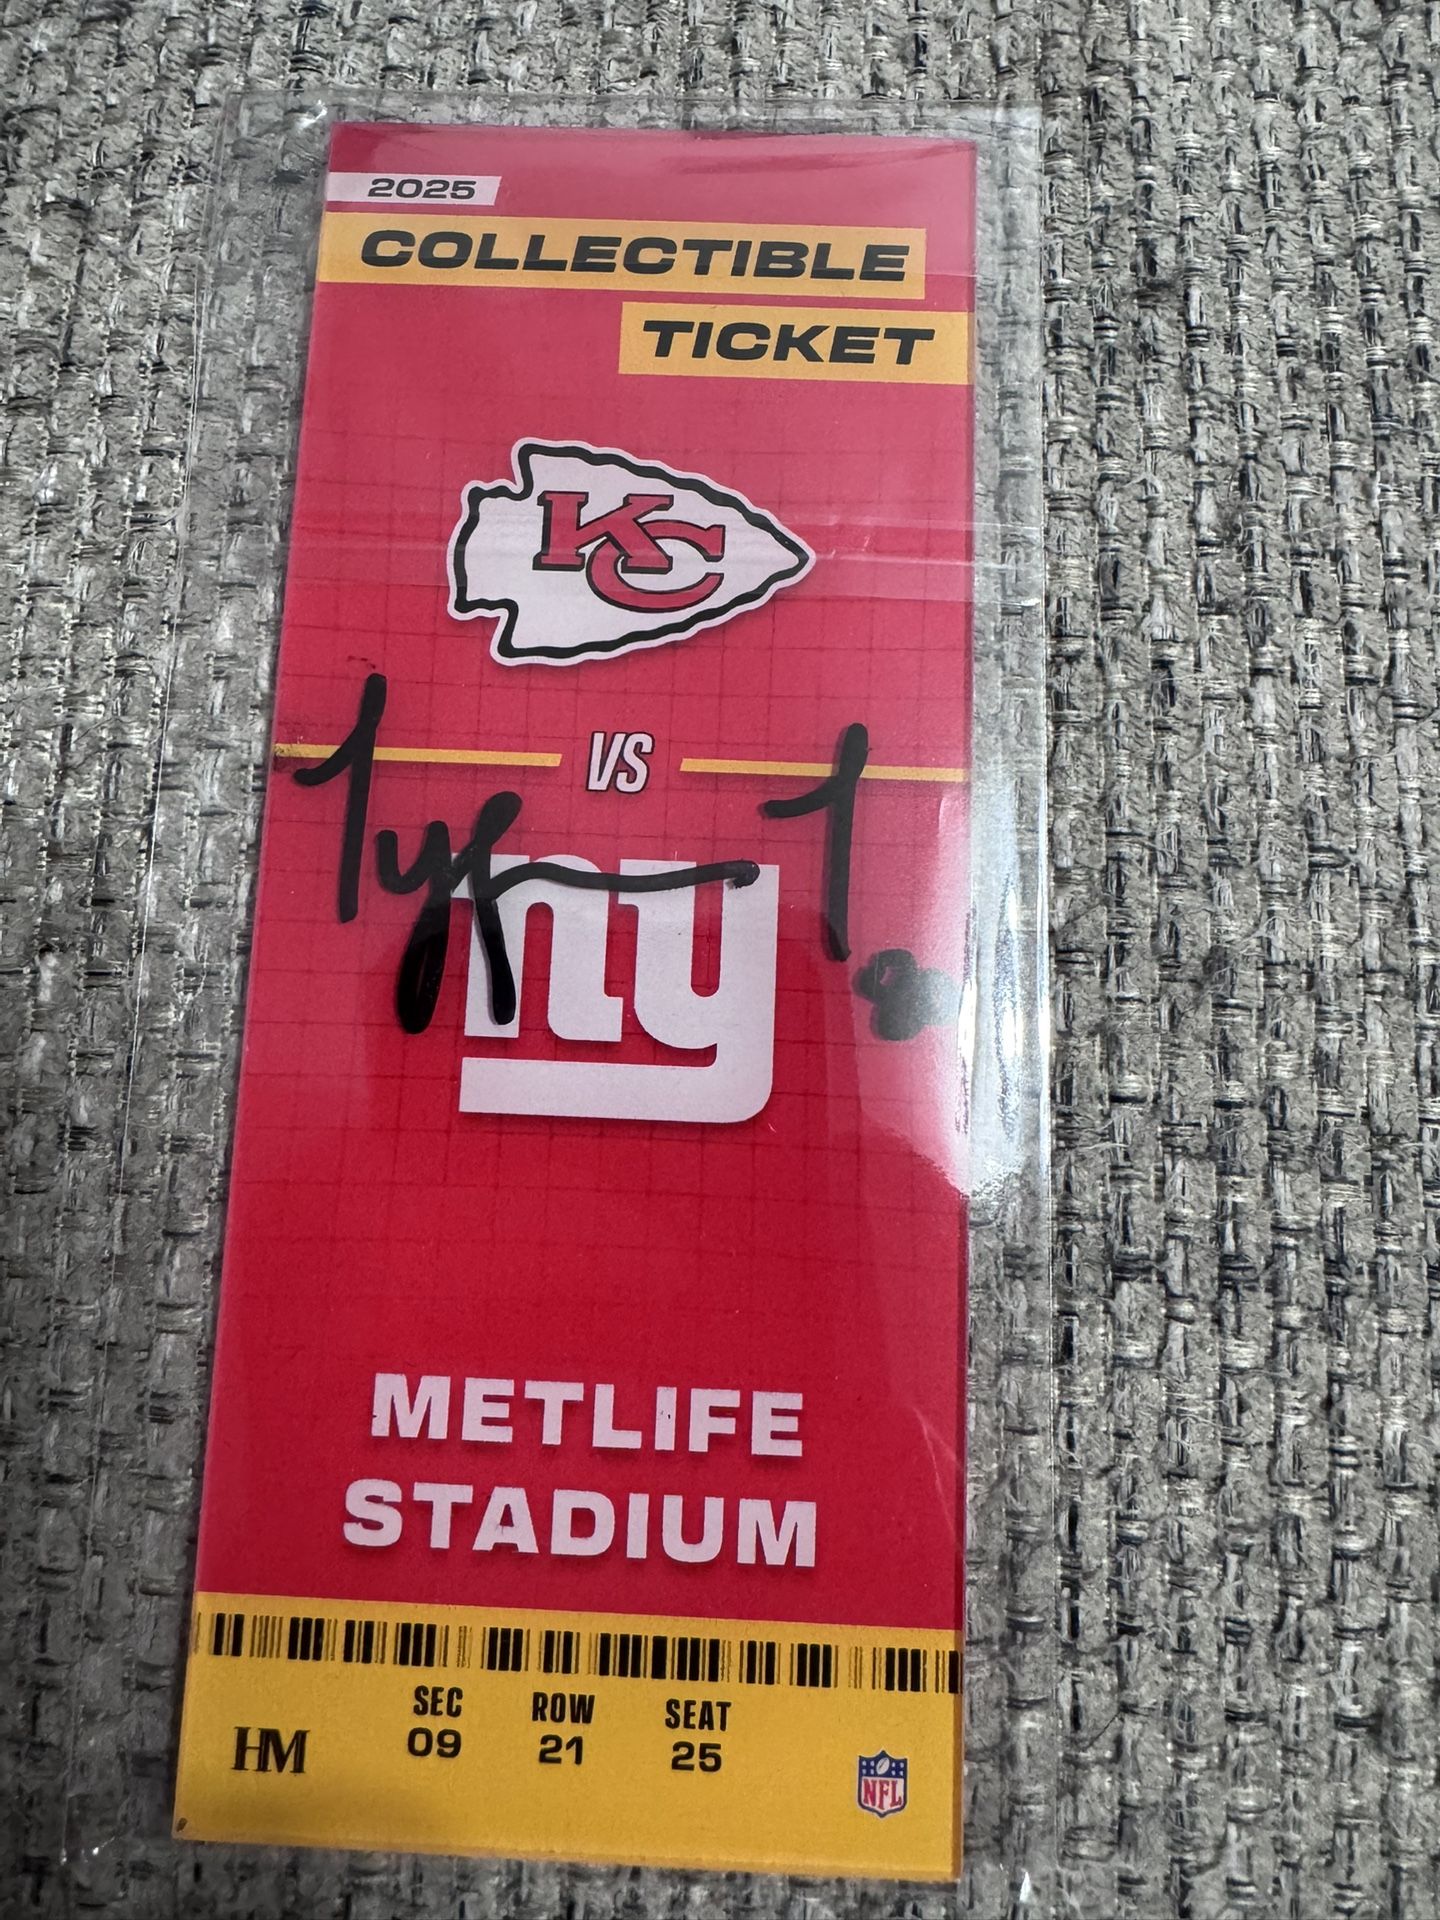 2025
COLLECTIBLE
TICKET
KC
VS
ny
METLIFE
STADIUM
SEC ROW SEAT
09 21 25
HM
NFL